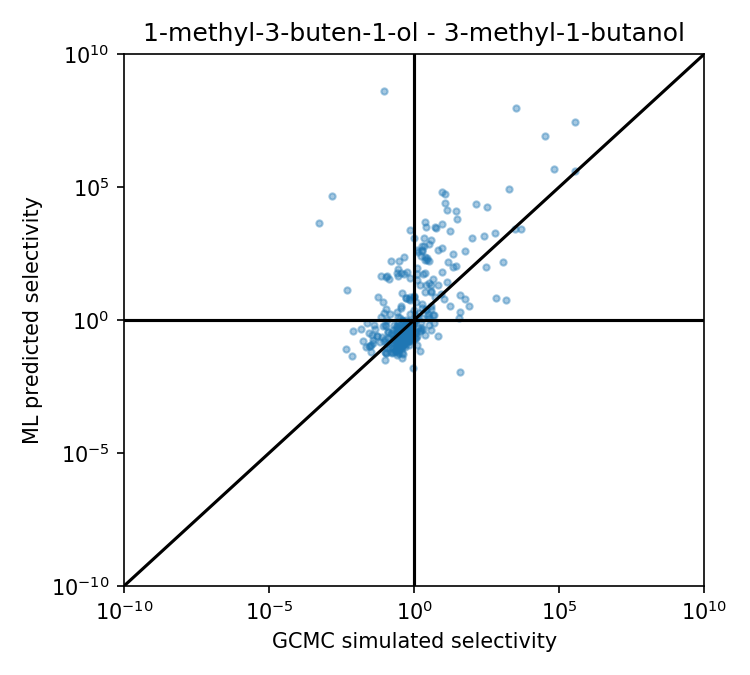 1-methyl-3-buten-1-ol - 3-methyl-1-butanol
10^10
10^5
10^0
10^-5
10^-10
ML predicted selectivity
10^-10 10^-5 10^0 10^5 10^10
GCMC simulated selectivity